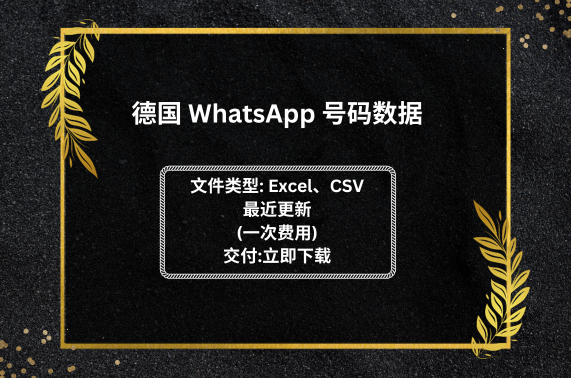 德国 WhatsApp 号码数据
文件类型: Excel、CSV
最近更新
(一次费用)
交付:立即下载